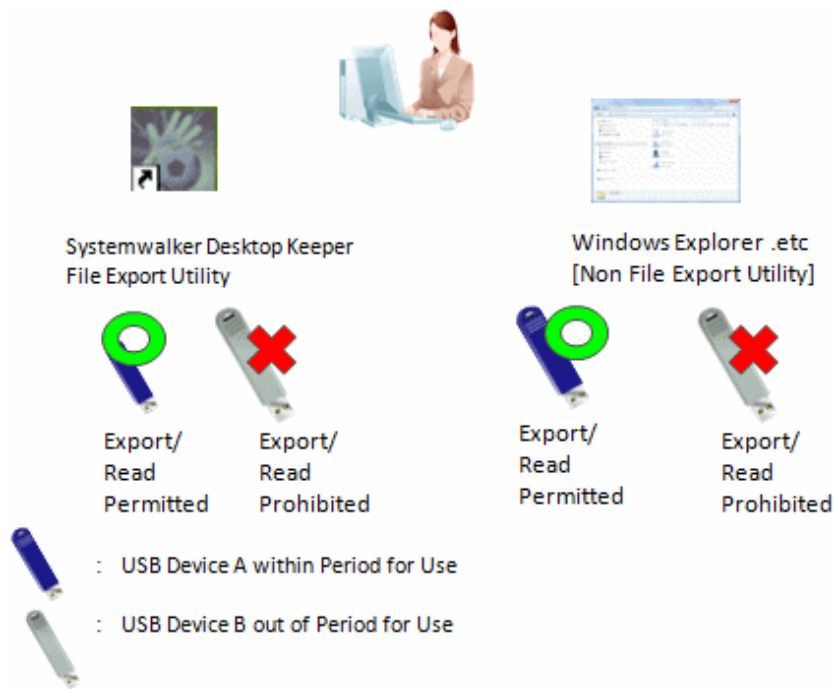 Systemwalker Desktop Keeper
File Export Utility
Windows Explorer .etc
[Non File Export Utility]
Export/
Read
Permitted
Export/
Read
Prohibited
Export/
Read
Permitted
Export/
Read
Prohibited
: USB Device A within Period for Use
: USB Device B out of Period for Use